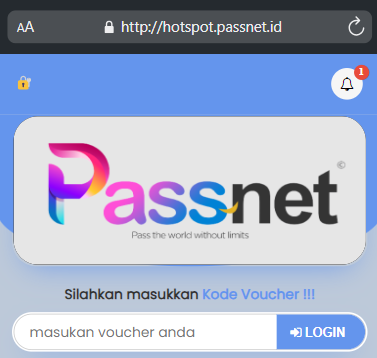 AA
http://hotspot.passnet.id
1
Passnet
©
Pass the world without limits
Silahkan masukkan Kode Voucher !!!
masukan voucher anda
LOGIN